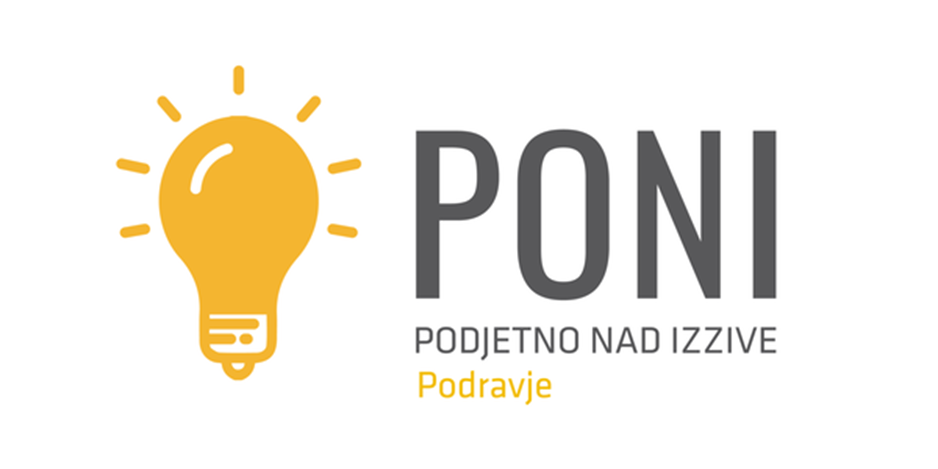 PONI
PODJETNO NAD IZZIVE
Podravje